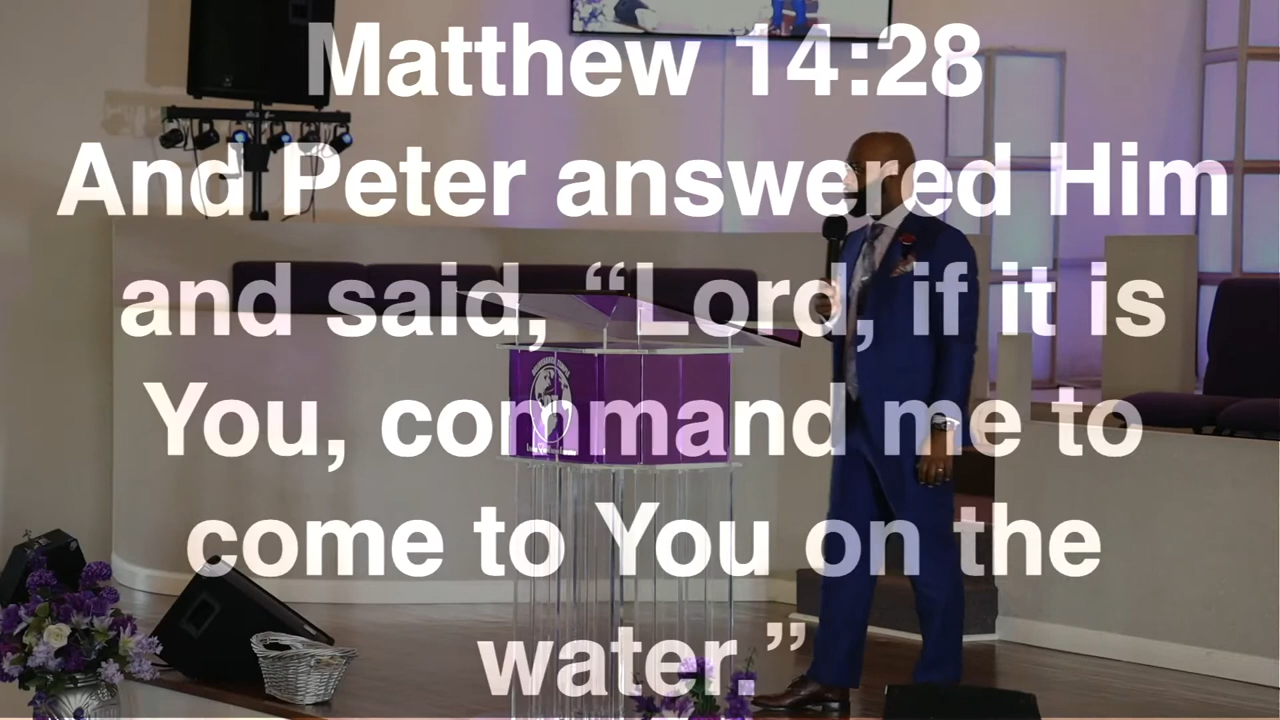 Matthew 14:28
And Peter answered Him
and said, “Lord, if it is
You, command me to
come to You on the
water.”